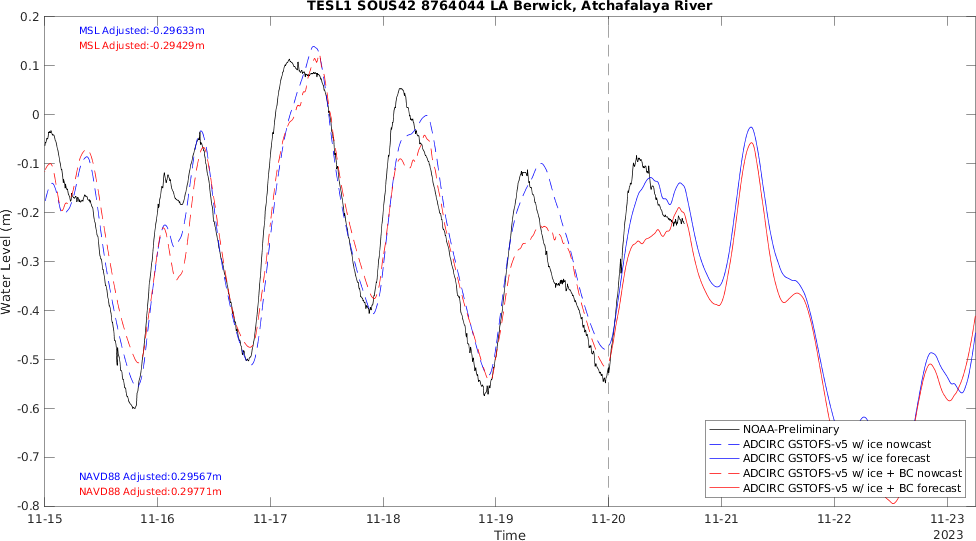 TESL1 SOUS42 8764044 LA Berwick, Atchafalaya River
MSL Adjusted:-0.29633m
MSL Adjusted:-0.29429m
0.2
0.1
0
-0.1
-0.2
-0.3
-0.4
-0.5
-0.6
-0.7
-0.8
Water Level (m)
NAVD88 Adjusted:0.29567m
NAVD88 Adjusted:0.29771m
NOAA-Preliminary
ADCIRC GSTOFS-v5 w/ ice nowcast
ADCIRC GSTOFS-v5 w/ ice forecast
ADCIRC GSTOFS-v5 w/ ice + BC nowcast
ADCIRC GSTOFS-v5 w/ ice + BC forecast
11-15 11-16 11-17 11-18 11-19 11-20 11-21 11-22 11-23
Time
2023